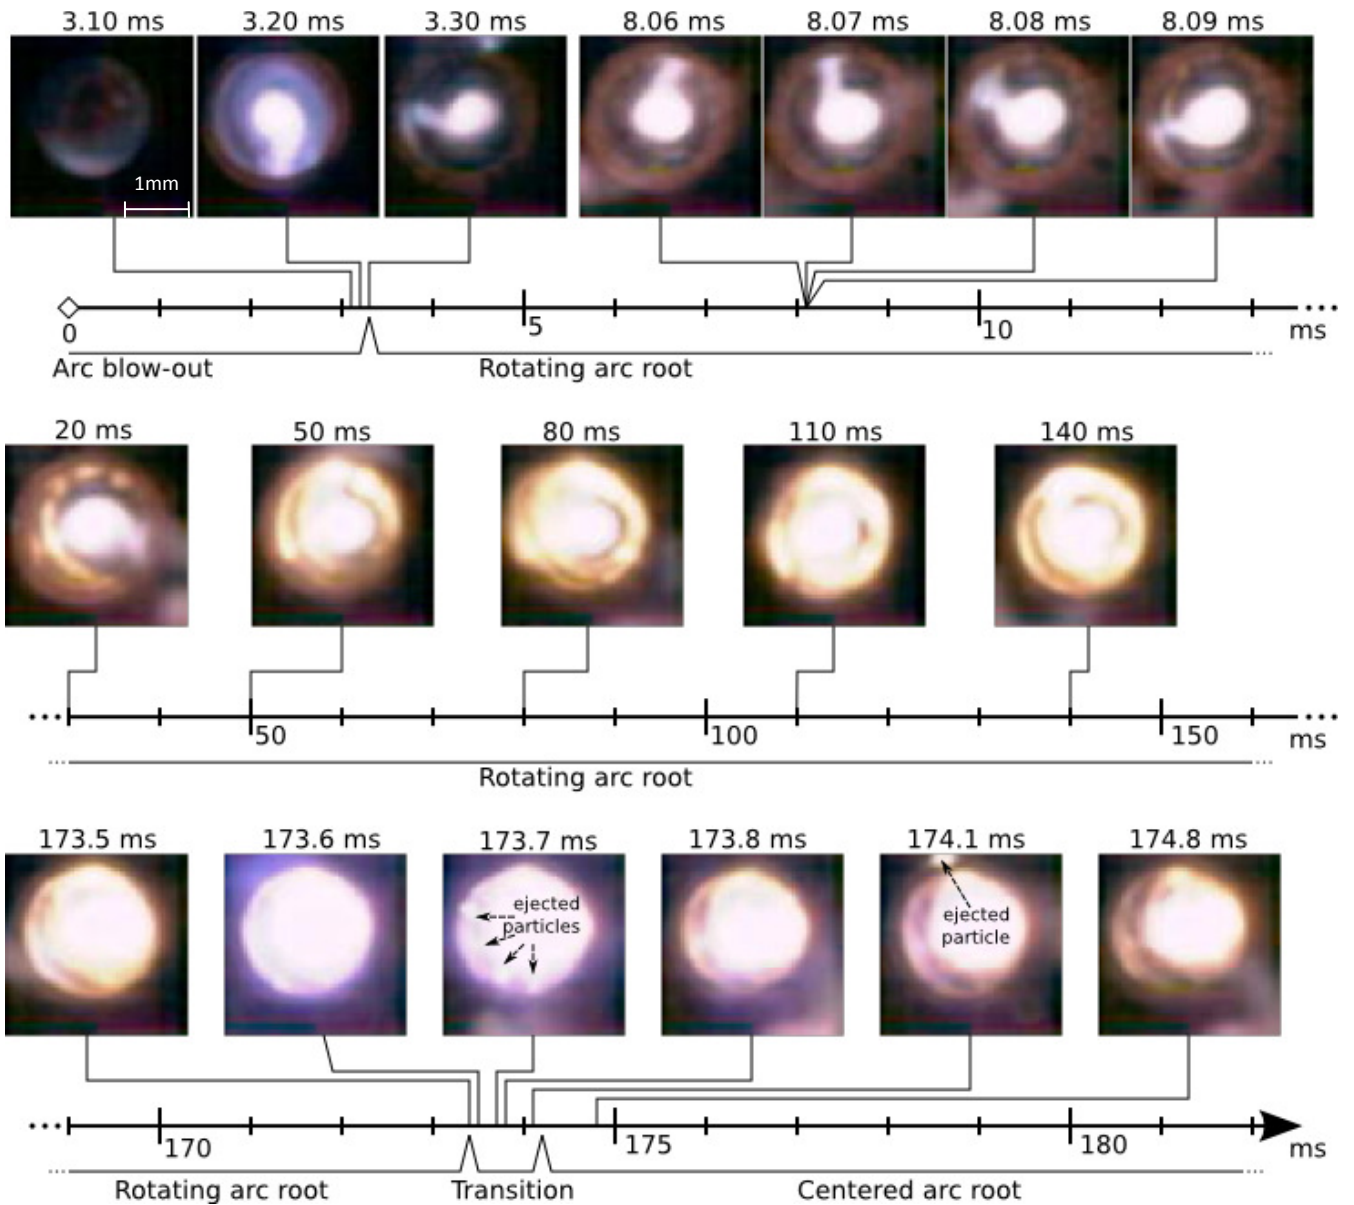 3.10 ms 3.20 ms 3.30 ms 8.06 ms 8.07 ms 8.08 ms 8.09 ms
1mm
0 5 10 ms
Arc blow-out Rotating arc root
20 ms 50 ms 80 ms 110 ms 140 ms
50 100 150 ms
Rotating arc root
173.5 ms 173.6 ms 173.7 ms 173.8 ms 174.1 ms 174.8 ms
ejected
particles
ejected
particle
170 175 180 ms
Rotating arc root Transition Centered arc root